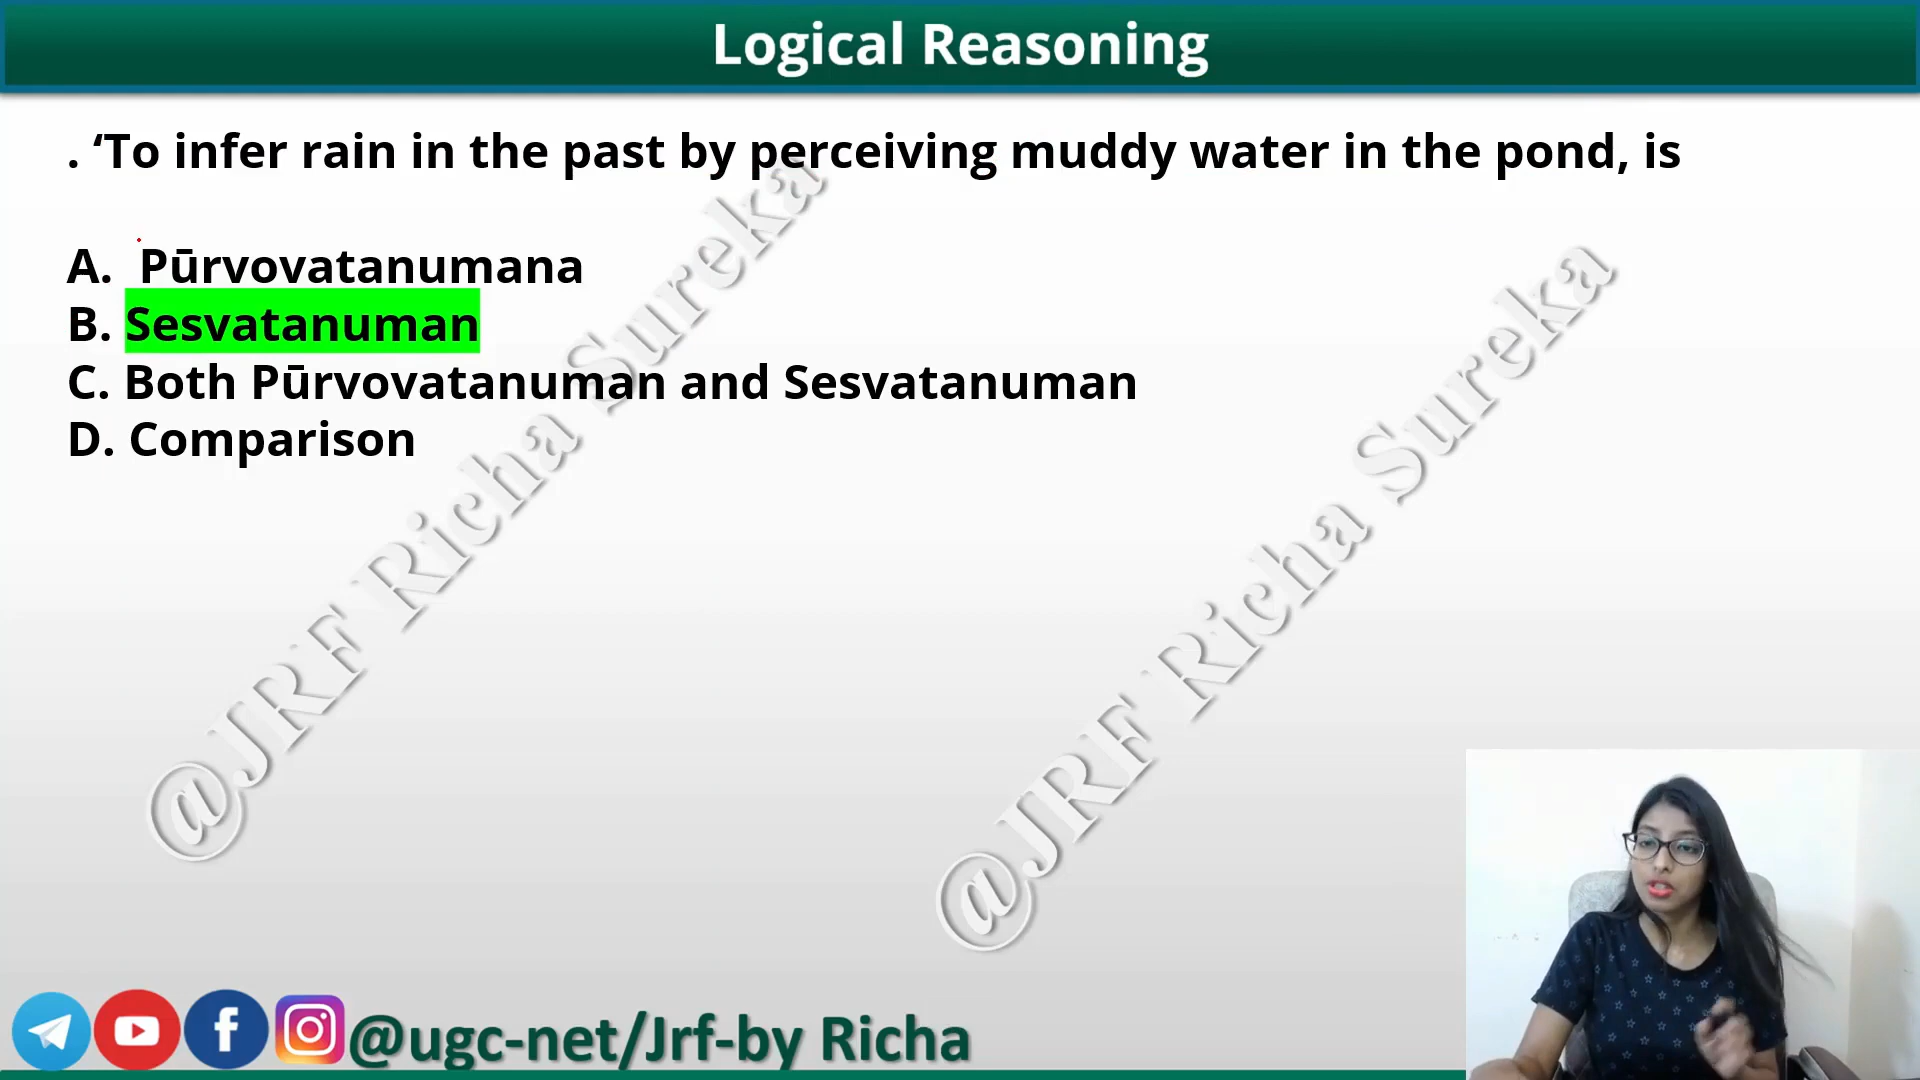 Logical Reasoning
. ‘To infer rain in the past by perceiving muddy water in the pond, is
A. Pūrvovatanumana
B. Sesvatanuman
C. Both Pūrvovatanuman and Sesvatanuman
D. Comparison
@JRF Richa Sureka
@JRF Richa Sureka
@ugc-net/Jrf-by Richa